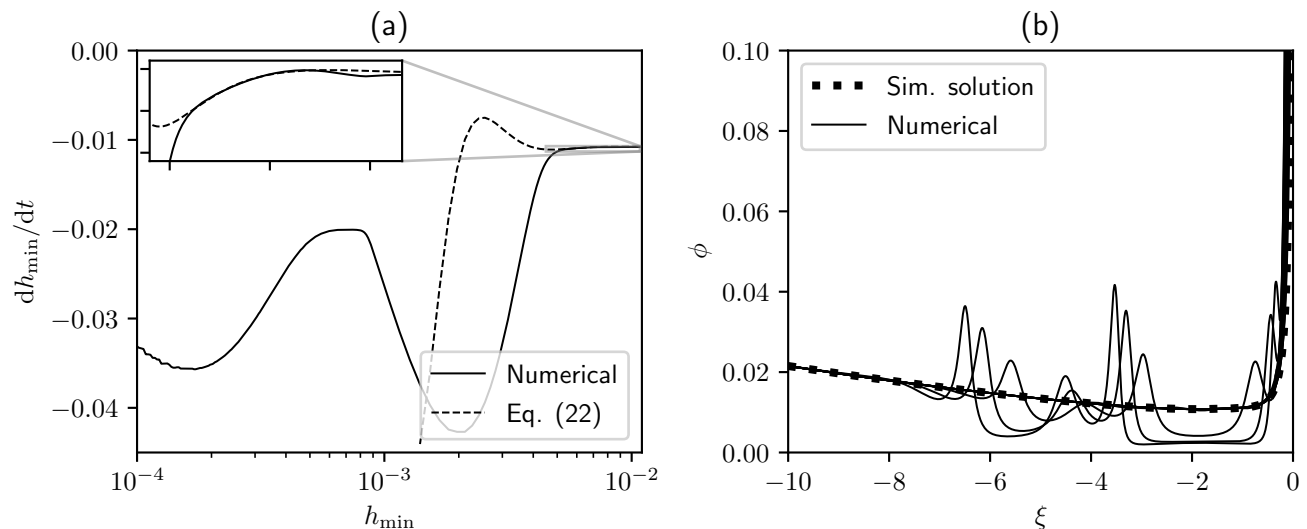 (a)
0.00
−0.01
−0.02
−0.03
−0.04
dh_min/dt
10⁻⁴
10⁻³
10⁻²
h_min
Numerical
Eq. (22)
(b)
0.10
0.08
0.06
0.04
0.02
0.00
ϕ
−10
−8
−6
−4
−2
0
ξ
Sim. solution
Numerical